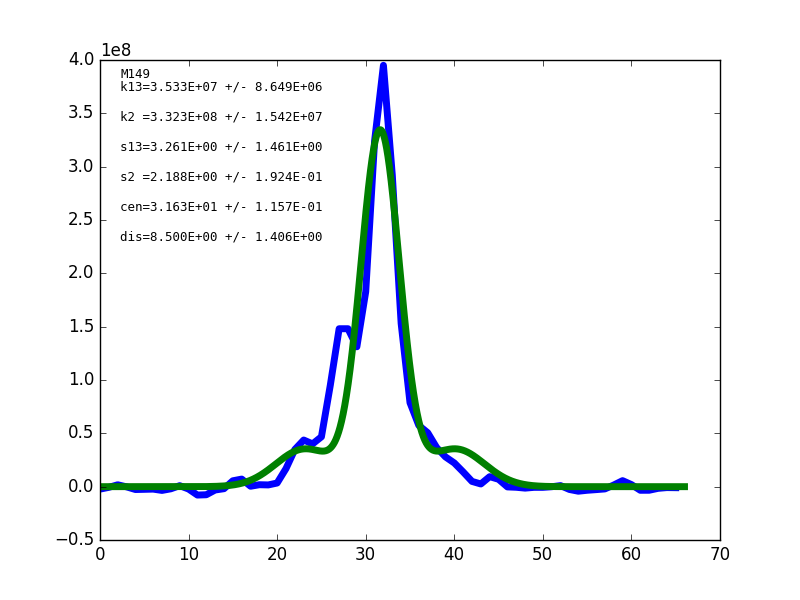 1e8
M149
k13=3.533E+07 +/- 8.649E+06
k2 =3.323E+08 +/- 1.542E+07
s13=3.261E+00 +/- 1.461E+00
s2 =2.188E+00 +/- 1.924E-01
cen=3.163E+01 +/- 1.157E-01
dis=8.500E+00 +/- 1.406E+00
4.0
3.5
3.0
2.5
2.0
1.5
1.0
0.5
0.0
−0.5
0 10 20 30 40 50 60 70